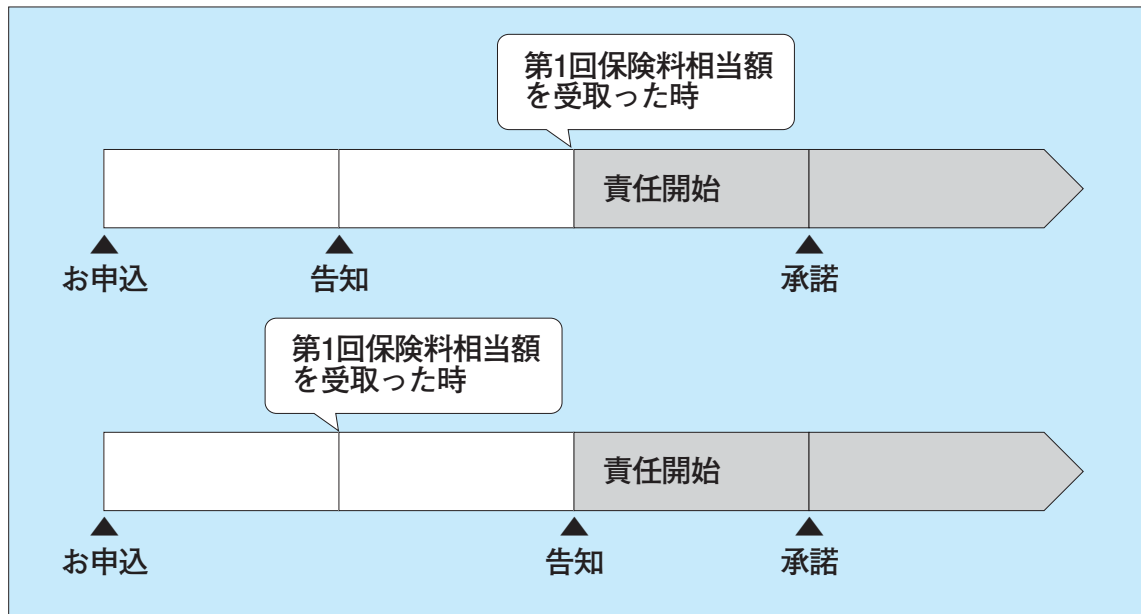 第1回保険料相当額
を受取った時
責任開始
お申込
告知
承諾
第1回保険料相当額
を受取った時
責任開始
お申込
告知
承諾